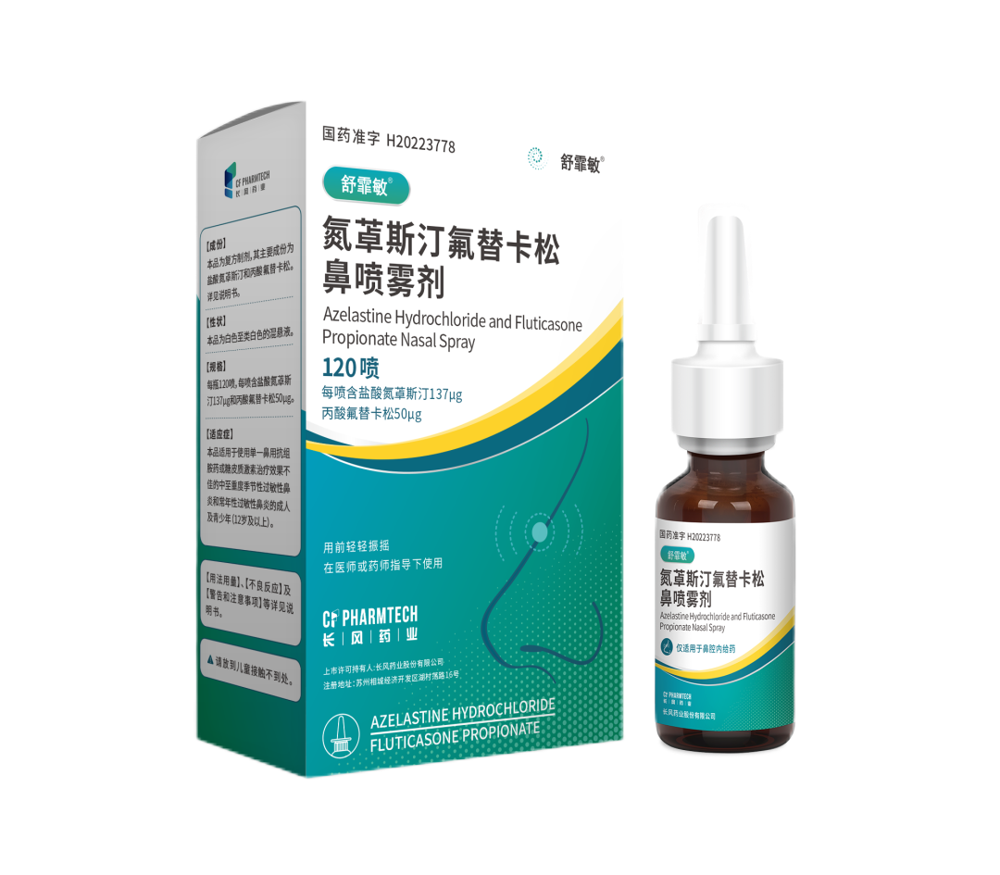 CF PHARMTECH
长风药业
【成份】
本品为复方制剂,其主要成份为
盐酸氮䓬斯汀和丙酸氟替卡松。
详见说明书。
【性状】
本品为白色至类白色的混悬液。
【规格】
每瓶120喷,每喷含盐酸氮䓬斯
汀137μg和丙酸氟替卡松50μg。
【适应症】
本品适用于使用单一鼻用抗组
胺药或糖皮质激素治疗效果不
佳的中至重度季节性过敏性鼻
炎和常年性过敏性鼻炎的成人
及青少年(12岁及以上)。
【用法用量】、【不良反应】及
【警告和注意事项】等详见说
明书。
请放到儿童接触不到处。
国药准字 H20223778
舒霏敏®
舒霏敏®
氮䓬斯汀氟替卡松
鼻喷雾剂
Azelastine Hydrochloride and Fluticasone
Propionate Nasal Spray
120喷
每喷含盐酸氮䓬斯汀137μg
丙酸氟替卡松50μg
用前轻轻振摇
在医师或药师指导下使用
CF PHARMTECH
长风药业
上市许可持有人:长风药业股份有限公司
注册地址:苏州相城经济开发区湖村荡路16号
AZELASTINE HYDROCHLORIDE
FLUTICASONE PROPIONATE
国药准字 H20223778
舒霏敏®
氮䓬斯汀氟替卡松
鼻喷雾剂
Azelastine Hydrochloride and Fluticasone
Propionate Nasal Spray
仅适用于鼻腔内给药
CF PHARMTECH
长风药业
长风药业股份有限公司